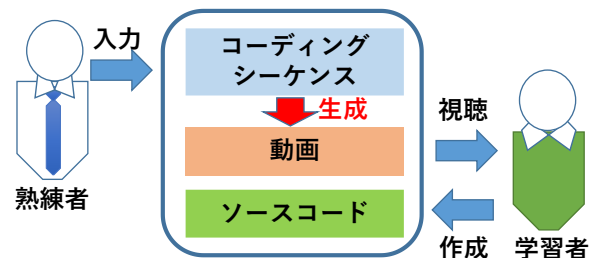 入力
コーディング
シーケンス
生成
動画
ソースコード
熟練者
視聴
作成
学習者